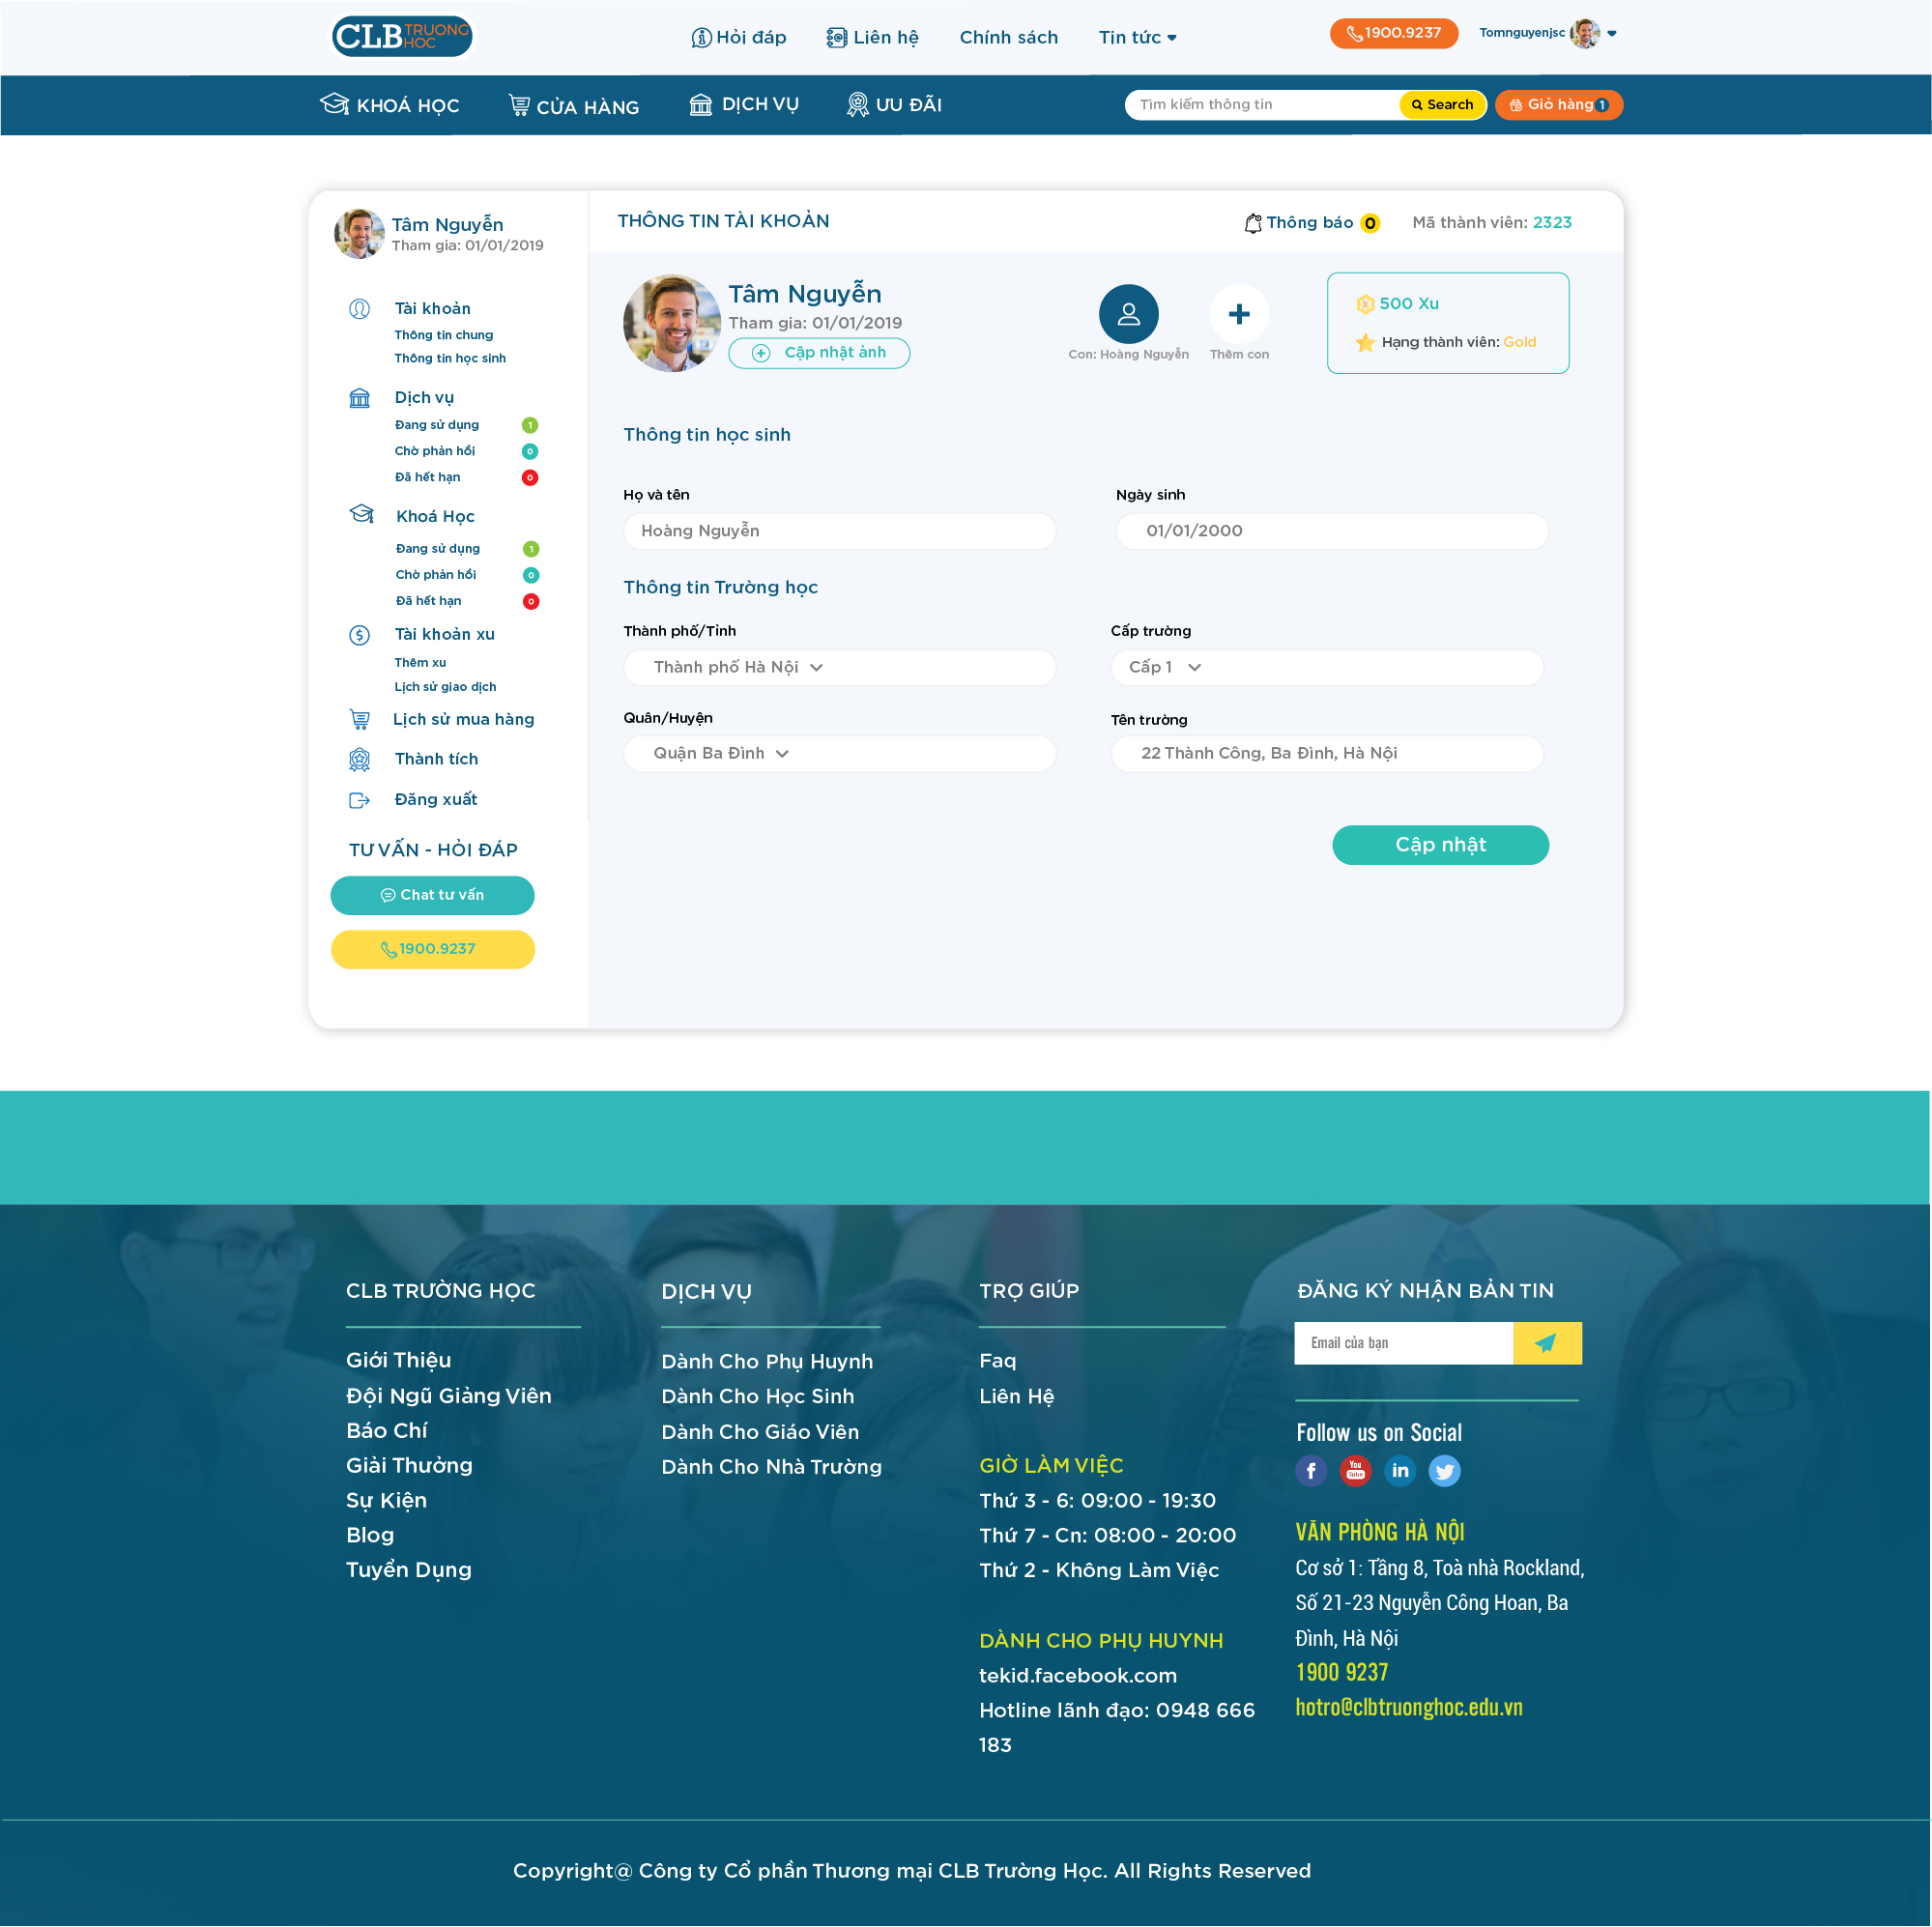 CLB TRUONG HOC
Hỏi đáp
Liên hệ
Chính sách
Tin tức
1900.9237
Tomnguyenjsc
KHOÁ HỌC
CỬA HÀNG
DỊCH VỤ
ƯU ĐÃI
Tìm kiếm thông tin
Search
Giỏ hàng 1
Tâm Nguyễn
Tham gia: 01/01/2019
Tài khoản
Thông tin chung
Thông tin học sinh
Dịch vụ
Đang sử dụng 1
Chờ phản hồi 0
Đã hết hạn 0
Khoá Học
Đang sử dụng 1
Chờ phản hồi 0
Đã hết hạn 0
Tài khoản xu
Thêm xu
Lịch sử giao dịch
Lịch sử mua hàng
Thành tích
Đăng xuất
TƯ VẤN - HỎI ĐÁP
Chat tư vấn
1900.9237
THÔNG TIN TÀI KHOẢN
Thông báo 0
Mã thành viên: 2323
Tâm Nguyễn
Tham gia: 01/01/2019
Cập nhật ảnh
Con: Hoàng Nguyễn
Thêm con
500 Xu
Hạng thành viên: Gold
Thông tin học sinh
Họ và tên
Hoàng Nguyễn
Ngày sinh
01/01/2000
Thông tin Trường học
Thành phố/Tỉnh
Thành phố Hà Nội
Cấp trường
Cấp 1
Quân/Huyện
Quận Ba Đình
Tên trường
22 Thành Công, Ba Đình, Hà Nội
Cập nhật
CLB TRƯỜNG HỌC
Giới Thiệu
Đội Ngũ Giảng Viên
Báo Chí
Giải Thưởng
Sự Kiện
Blog
Tuyển Dụng
DỊCH VỤ
Dành Cho Phụ Huynh
Dành Cho Học Sinh
Dành Cho Giáo Viên
Dành Cho Nhà Trường
TRỢ GIÚP
Faq
Liên Hệ
GIỜ LÀM VIỆC
Thứ 3 - 6: 09:00 - 19:30
Thứ 7 - Cn: 08:00 - 20:00
Thứ 2 - Không Làm Việc
DÀNH CHO PHỤ HUYNH
tekid.facebook.com
Hotline lãnh đạo: 0948 666
183
ĐĂNG KÝ NHẬN BẢN TIN
Email của bạn
Follow us on Social
f You Tube in
VĂN PHÒNG HÀ NỘI
Cơ sở 1: Tầng 8, Toà nhà Rockland,
Số 21-23 Nguyễn Công Hoan, Ba
Đình, Hà Nội
1900 9237
hotro@clbtruonghoc.edu.vn
Copyright@ Công ty Cổ phần Thương mại CLB Trường Học. All Rights Reserved